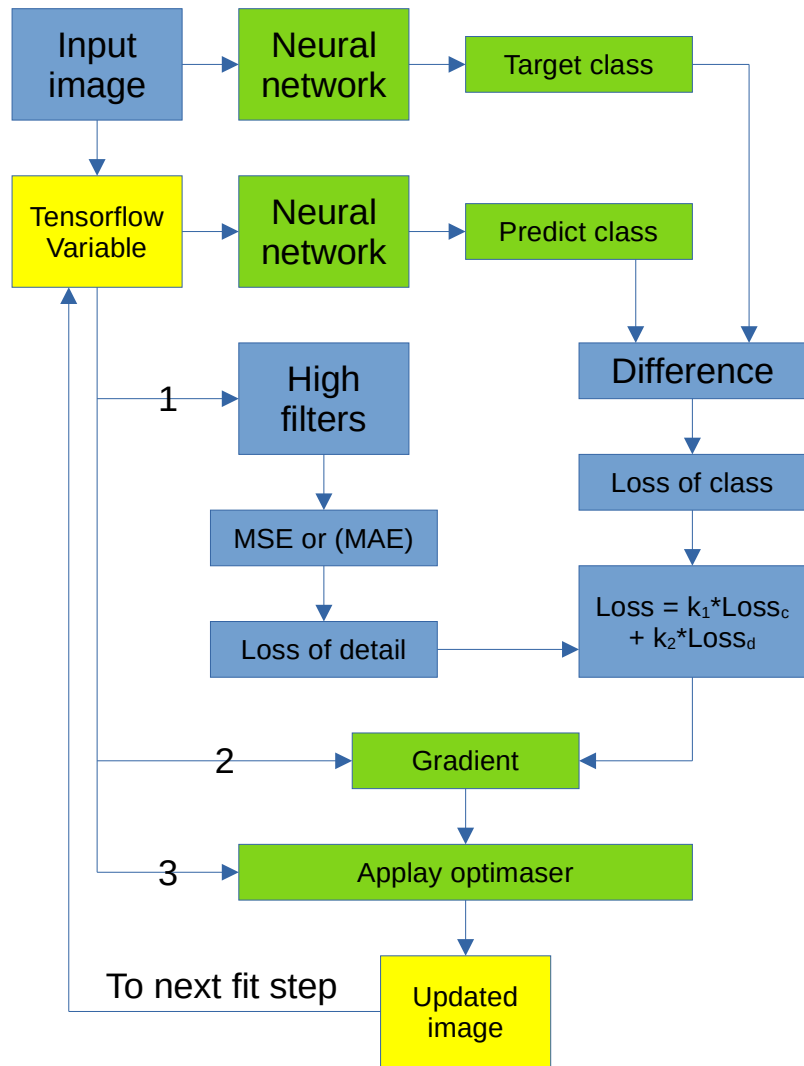 Input
image
Neural
network
Target class
Tensorflow
Variable
Neural
network
Predict class
Difference
1
High
filters
Loss of class
MSE or (MAE)
Loss = k₁*Loss꜀
+ k₂*Loss_d
Loss of detail
2
Gradient
3
Applay optimaser
To next fit step
Updated
image